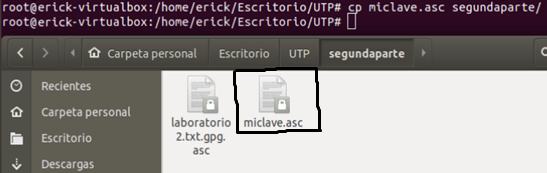 root@erick-virtualbox:/home/erick/Escritorio/UTP# cp miclave.asc segundaparte/
root@erick-virtualbox:/home/erick/Escritorio/UTP#
Carpeta personal Escritorio UTP segundaparte
Recientes
Carpeta personal
Escritorio
Descargas
laboratorio
2.txt.gpg.
asc
miclave.asc